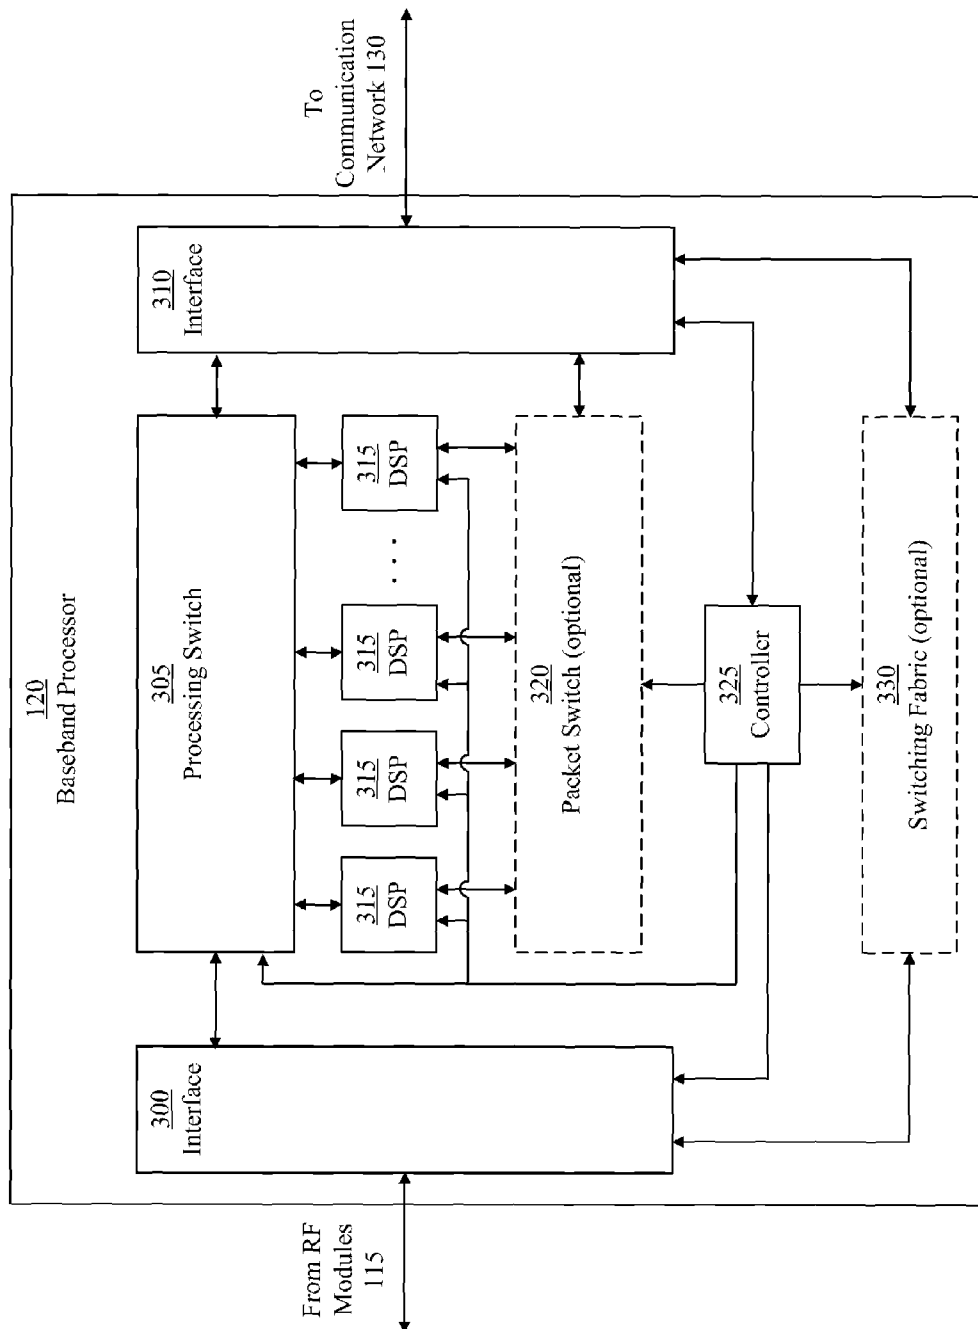 120
Baseband Processor
From RF
Modules
115
300
Interface
305
Processing Switch
310
Interface
To
Communication
Network 130
315
DSP
315
DSP
315
DSP
. . .
315
DSP
320
Packet Switch (optional)
325
Controller
330
Switching Fabric (optional)